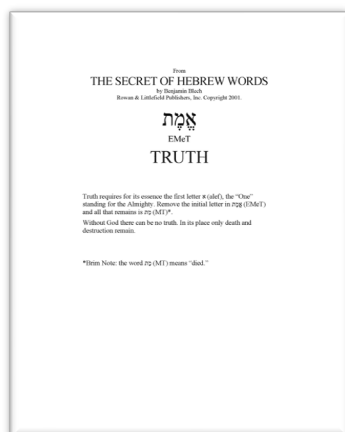 From
THE SECRET OF HEBREW WORDS
by Benjamin Blech
Rowan & Littlefield Publishers, Inc. Copyright 2001.
אֱמֶת
EMeT
TRUTH
Truth requires for its essence the first letter א (alef), the “One”
standing for the Almighty. Remove the initial letter in אֱמֶת (EMeT)
and all that remains is מֵת (MT)*.
Without God there can be no truth. In its place only death and
destruction remain.
*Brim Note: the word מֵת (MT) means “died.”